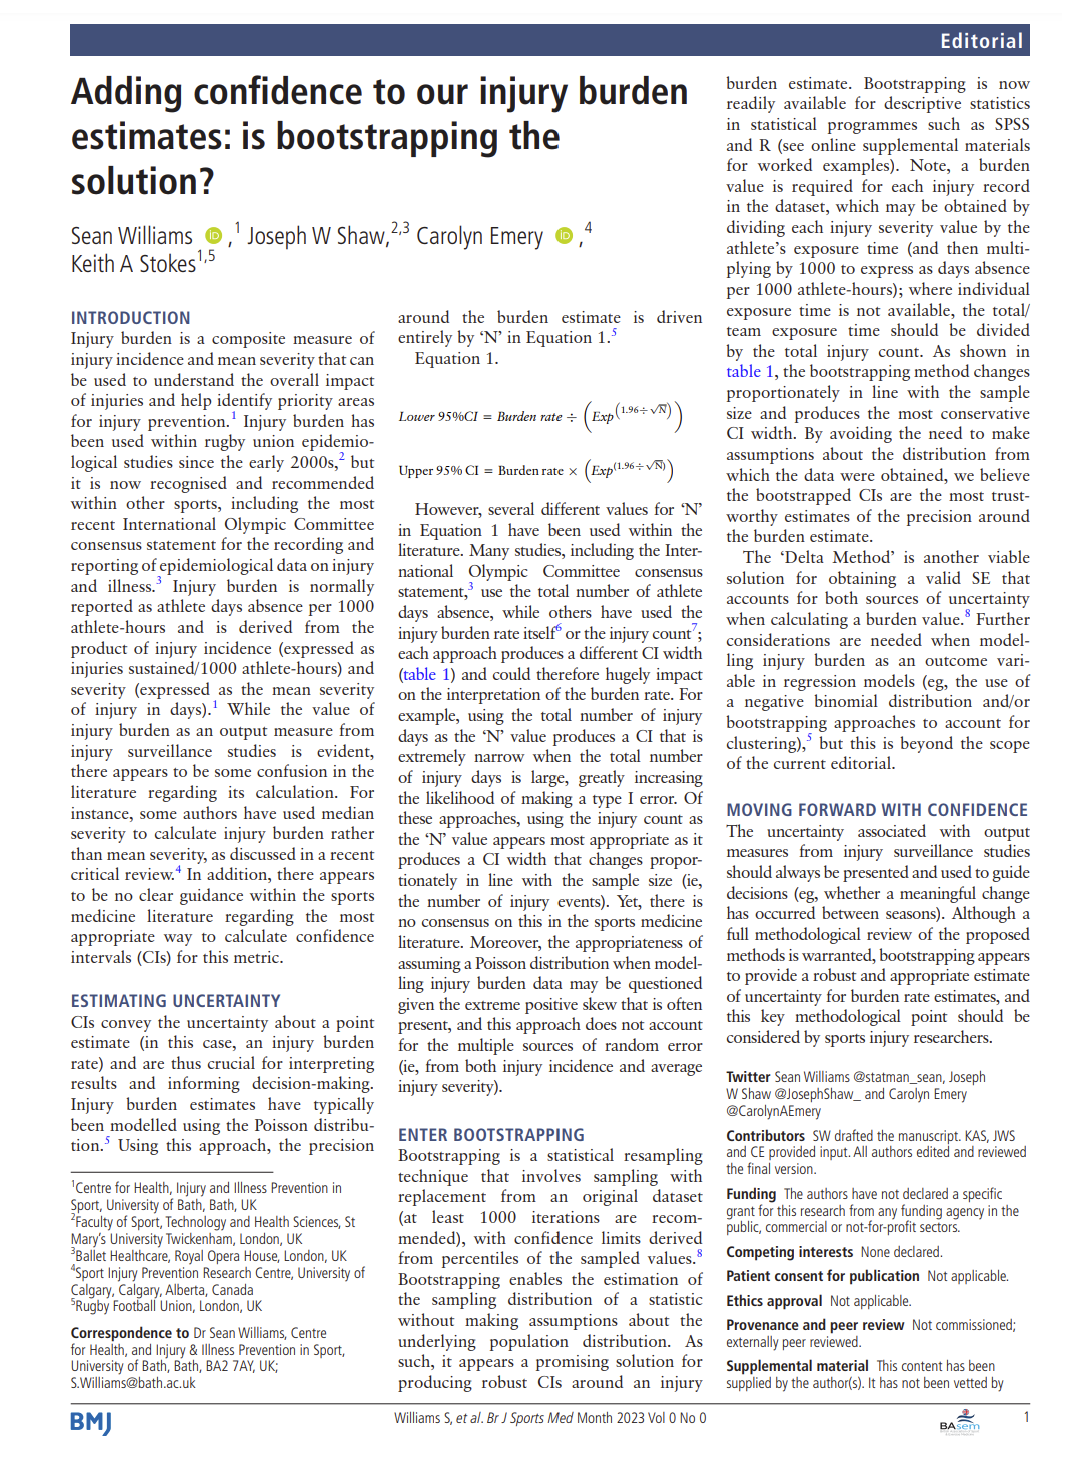 Editorial
Adding confidence to our injury burden
estimates: is bootstrapping the
solution?
Sean Williams iD ,1 Joseph W Shaw,2,3 Carolyn Emery iD ,4
Keith A Stokes1,5
INTRODUCTION
Injury burden is a composite measure of
injury incidence and mean severity that can
be used to understand the overall impact
of injuries and help identify priority areas
for injury prevention.1 Injury burden has
been used within rugby union epidemio-
logical studies since the early 2000s,2 but
it is now recognised and recommended
within other sports, including the most
recent International Olympic Committee
consensus statement for the recording and
reporting of epidemiological data on injury
and illness.3 Injury burden is normally
reported as athlete days absence per 1000
athlete-hours and is derived from the
product of injury incidence (expressed as
injuries sustained/1000 athlete-hours) and
severity (expressed as the mean severity
of injury in days).1 While the value of
injury burden as an output measure from
injury surveillance studies is evident,
there appears to be some confusion in the
literature regarding its calculation. For
instance, some authors have used median
severity to calculate injury burden rather
than mean severity, as discussed in a recent
critical review.4 In addition, there appears
to be no clear guidance within the sports
medicine literature regarding the most
appropriate way to calculate confidence
intervals (CIs) for this metric.
ESTIMATING UNCERTAINTY
CIs convey the uncertainty about a point
estimate (in this case, an injury burden
rate) and are thus crucial for interpreting
results and informing decision-making.
Injury burden estimates have typically
been modelled using the Poisson distribu-
tion.5 Using this approach, the precision
1Centre for Health, Injury and Illness Prevention in
Sport, University of Bath, Bath, UK
2Faculty of Sport, Technology and Health Sciences, St
Mary's University Twickenham, London, UK
3Ballet Healthcare, Royal Opera House, London, UK
4Sport Injury Prevention Research Centre, University of
Calgary, Calgary, Alberta, Canada
5Rugby Football Union, London, UK
Correspondence to Dr Sean Williams, Centre
for Health, and Injury & Illness Prevention in Sport,
University of Bath, Bath, BA2 7AY, UK;
S.Williams@bath.ac.uk
around the burden estimate is driven
entirely by 'N' in Equation 1.5
Equation 1.
Lower 95%CI = Burden rate ÷ (Exp(1.96÷√N))
Upper 95% CI = Burden rate × (Exp(1.96÷√N))
However, several different values for 'N'
in Equation 1 have been used within the
literature. Many studies, including the Inter-
national Olympic Committee consensus
statement,3 use the total number of athlete
days absence, while others have used the
injury burden rate itself6 or the injury count7;
each approach produces a different CI width
(table 1) and could therefore hugely impact
on the interpretation of the burden rate. For
example, using the total number of injury
days as the 'N' value produces a CI that is
extremely narrow when the total number
of injury days is large, greatly increasing
the likelihood of making a type I error. Of
these approaches, using the injury count as
the 'N' value appears most appropriate as it
produces a CI width that changes propor-
tionately in line with the sample size (ie,
the number of injury events). Yet, there is
no consensus on this in the sports medicine
literature. Moreover, the appropriateness of
assuming a Poisson distribution when model-
ling injury burden data may be questioned
given the extreme positive skew that is often
present, and this approach does not account
for the multiple sources of random error
(ie, from both injury incidence and average
injury severity).
ENTER BOOTSTRAPPING
Bootstrapping is a statistical resampling
technique that involves sampling with
replacement from an original dataset
(at least 1000 iterations are recom-
mended), with confidence limits derived
from percentiles of the sampled values.8
Bootstrapping enables the estimation of
the sampling distribution of a statistic
without making assumptions about the
underlying population distribution. As
such, it appears a promising solution for
producing robust CIs around an injury
burden estimate. Bootstrapping is now
readily available for descriptive statistics
in statistical programmes such as SPSS
and R (see online supplemental materials
for worked examples). Note, a burden
value is required for each injury record
in the dataset, which may be obtained by
dividing each injury severity value by the
athlete's exposure time (and then multi-
plying by 1000 to express as days absence
per 1000 athlete-hours); where individual
exposure time is not available, the total/
team exposure time should be divided
by the total injury count. As shown in
table 1, the bootstrapping method changes
proportionately in line with the sample
size and produces the most conservative
CI width. By avoiding the need to make
assumptions about the distribution from
which the data were obtained, we believe
the bootstrapped CIs are the most trust-
worthy estimates of the precision around
the burden estimate.
The 'Delta Method' is another viable
solution for obtaining a valid SE that
accounts for both sources of uncertainty
when calculating a burden value.8 Further
considerations are needed when model-
ling injury burden as an outcome vari-
able in regression models (eg, the use of
a negative binomial distribution and/or
bootstrapping approaches to account for
clustering),5 but this is beyond the scope
of the current editorial.
MOVING FORWARD WITH CONFIDENCE
The uncertainty associated with output
measures from injury surveillance studies
should always be presented and used to guide
decisions (eg, whether a meaningful change
has occurred between seasons). Although a
full methodological review of the proposed
methods is warranted, bootstrapping appears
to provide a robust and appropriate estimate
of uncertainty for burden rate estimates, and
this key methodological point should be
considered by sports injury researchers.
Twitter Sean Williams @statman_sean, Joseph
W Shaw @JosephShaw_ and Carolyn Emery
@CarolynAEmery
Contributors SW drafted the manuscript. KAS, JWS
and CE provided input. All authors edited and reviewed
the final version.
Funding The authors have not declared a specific
grant for this research from any funding agency in the
public, commercial or not-for-profit sectors.
Competing interests None declared.
Patient consent for publication Not applicable.
Ethics approval Not applicable.
Provenance and peer review Not commissioned;
externally peer reviewed.
Supplemental material This content has been
supplied by the author(s). It has not been vetted by
BMJ
Williams S, et al. Br J Sports Med Month 2023 Vol 0 No 0
BAsem
1